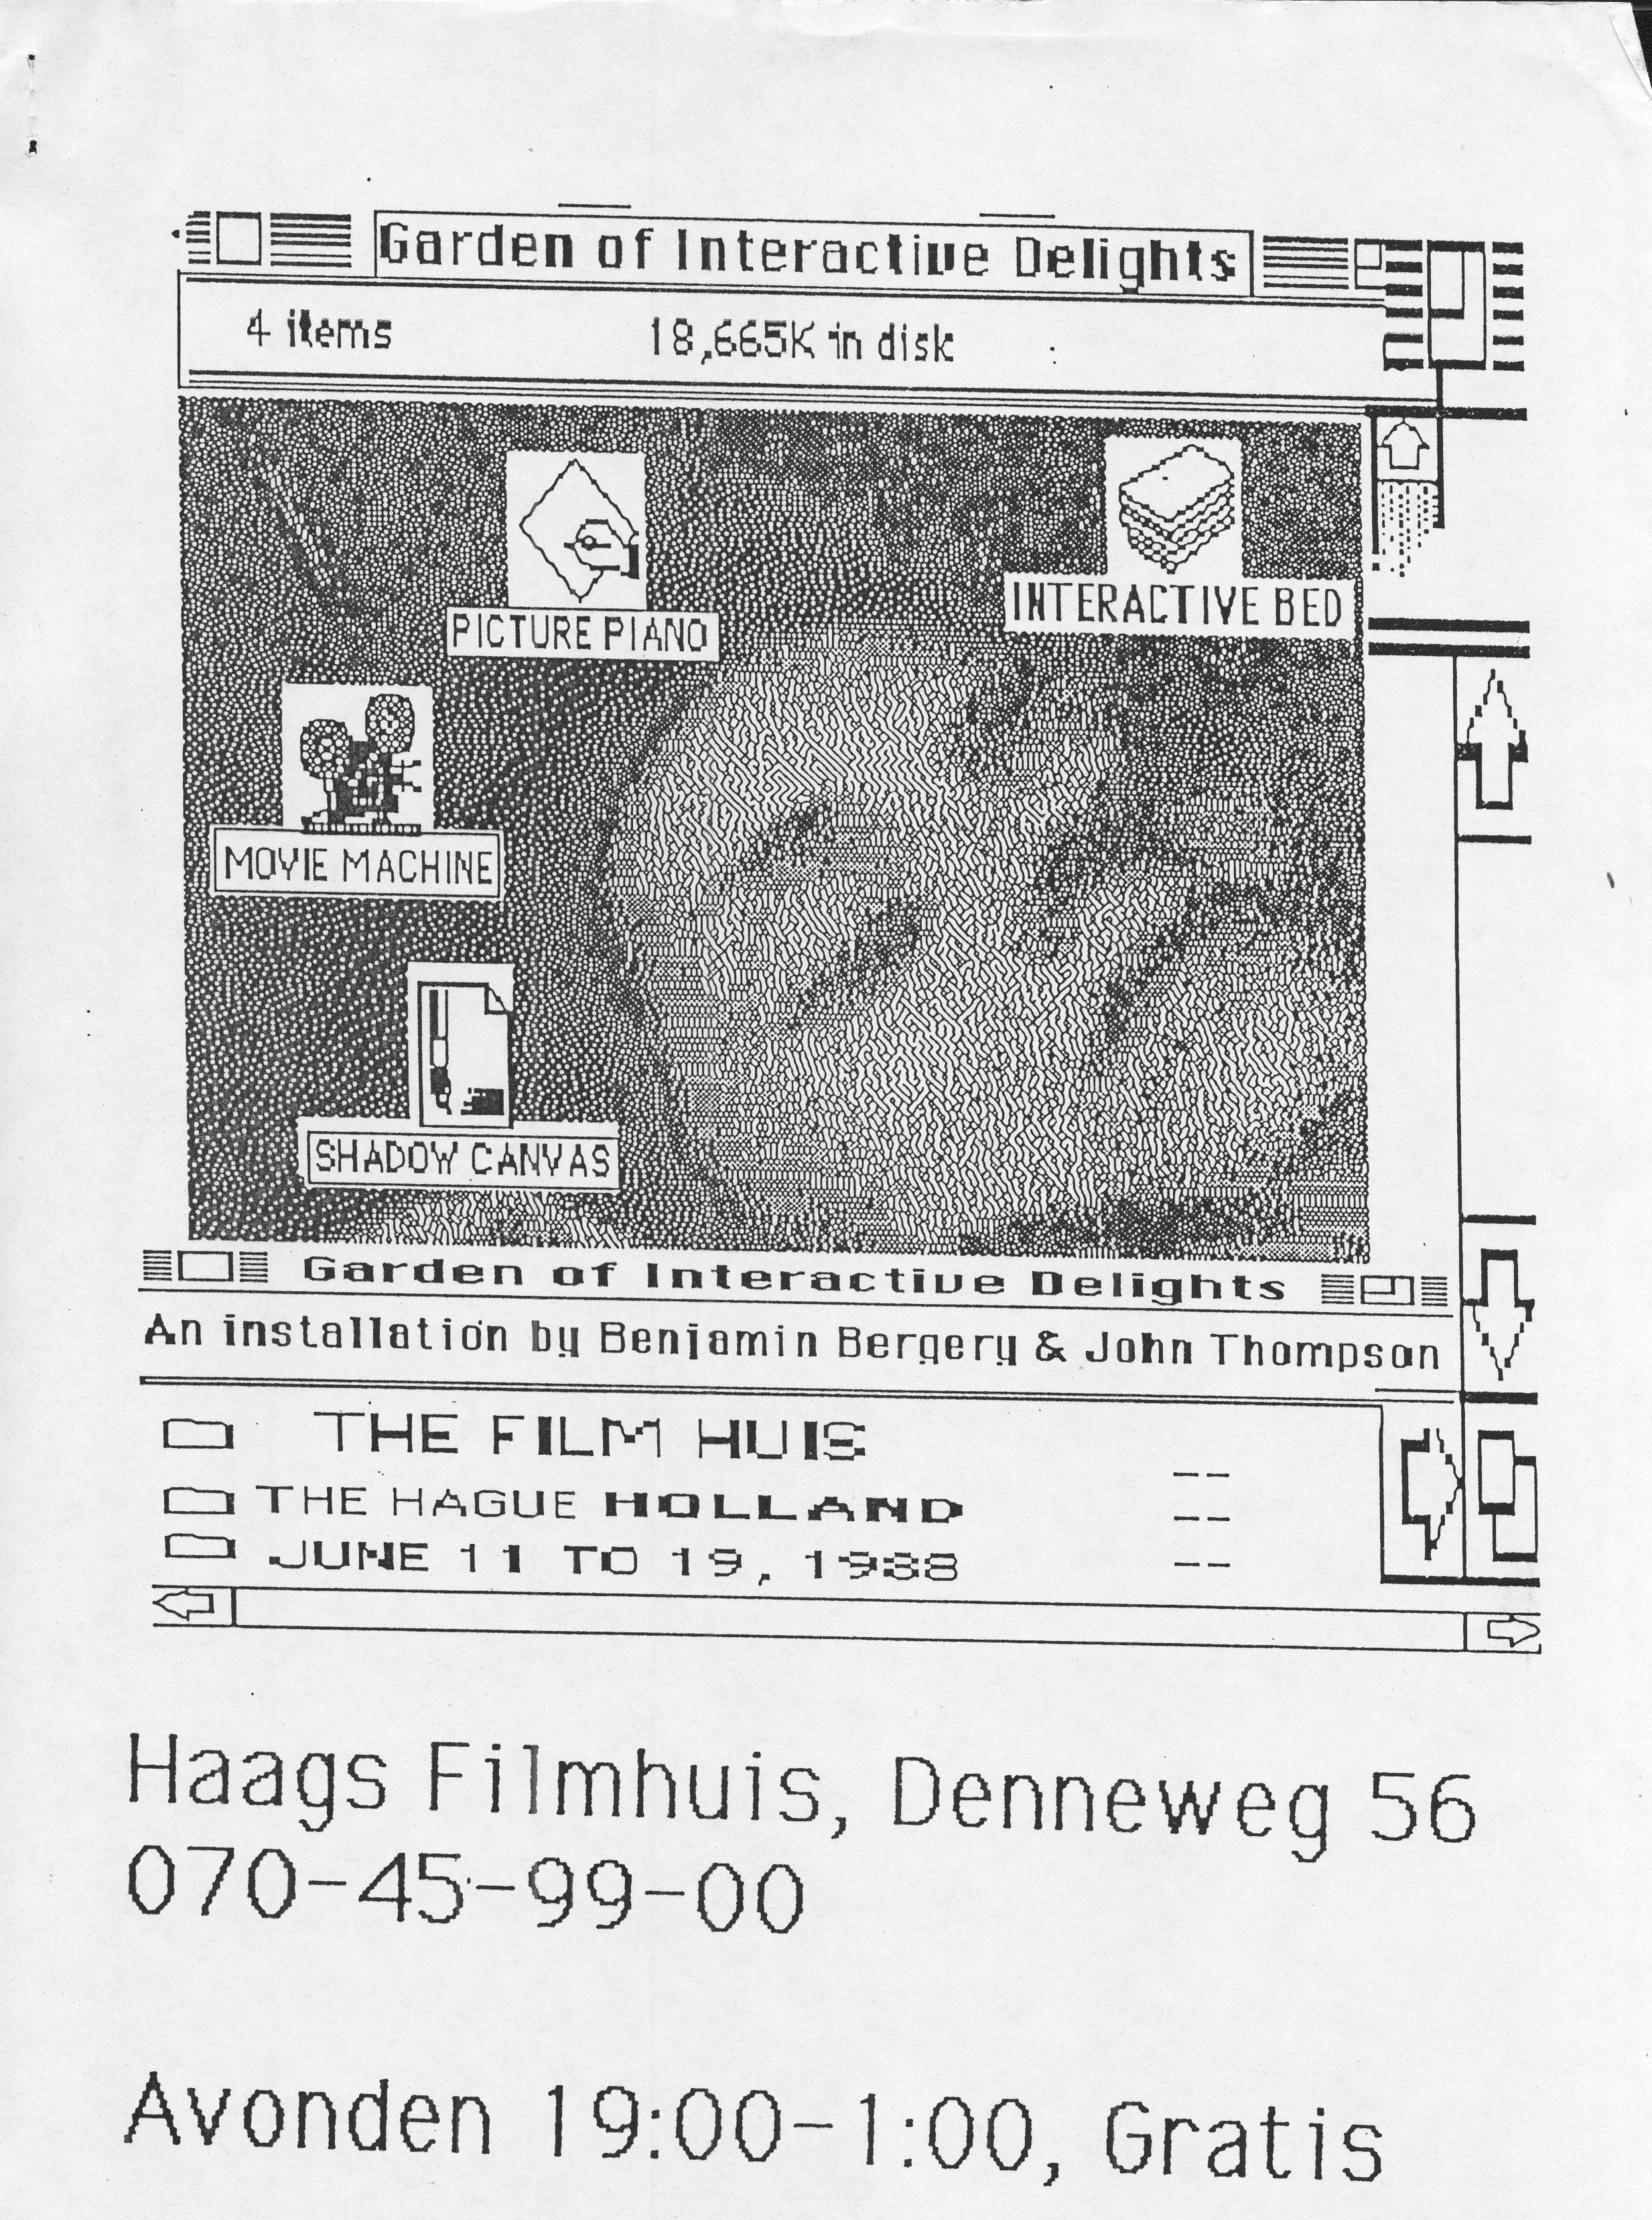 Garden of Interactive Delights
4 items 18,665K in disk
PICTURE PIANO
INTERACTIVE BED
MOVIE MACHINE
SHADOW CANVAS
Garden of Interactive Delights
An installation by Benjamin Bergery & John Thompson
THE FILM HUIS --
THE HAGUE HOLLAND --
JUNE 11 TO 19, 1988 --
Haags Filmhuis, Denneweg 56
070-45-99-00
Avonden 19:00-1:00, Gratis